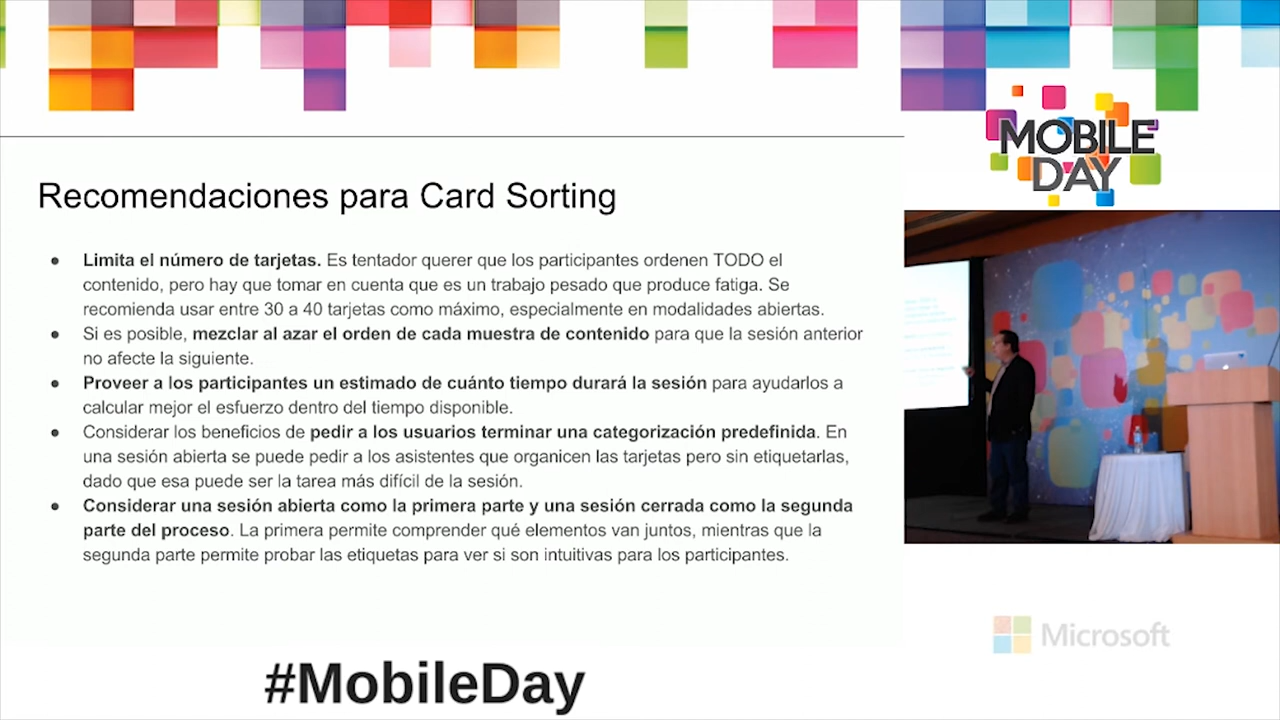 MOBILE
DAY
Recomendaciones para Card Sorting
● Limita el número de tarjetas. Es tentador querer que los participantes ordenen TODO el
contenido, pero hay que tomar en cuenta que es un trabajo pesado que produce fatiga. Se
recomienda usar entre 30 a 40 tarjetas como máximo, especialmente en modalidades abiertas.
● Si es posible, mezclar al azar el orden de cada muestra de contenido para que la sesión anterior
no afecte la siguiente.
● Proveer a los participantes un estimado de cuánto tiempo durará la sesión para ayudarlos a
calcular mejor el esfuerzo dentro del tiempo disponible.
● Considerar los beneficios de pedir a los usuarios terminar una categorización predefinida. En
una sesión abierta se puede pedir a los asistentes que organicen las tarjetas pero sin etiquetarlas,
dado que esa puede ser la tarea más difícil de la sesión.
● Considerar una sesión abierta como la primera parte y una sesión cerrada como la segunda
parte del proceso. La primera permite comprender qué elementos van juntos, mientras que la
segunda parte permite probar las etiquetas para ver si son intuitivas para los participantes.
Microsoft
#MobileDay